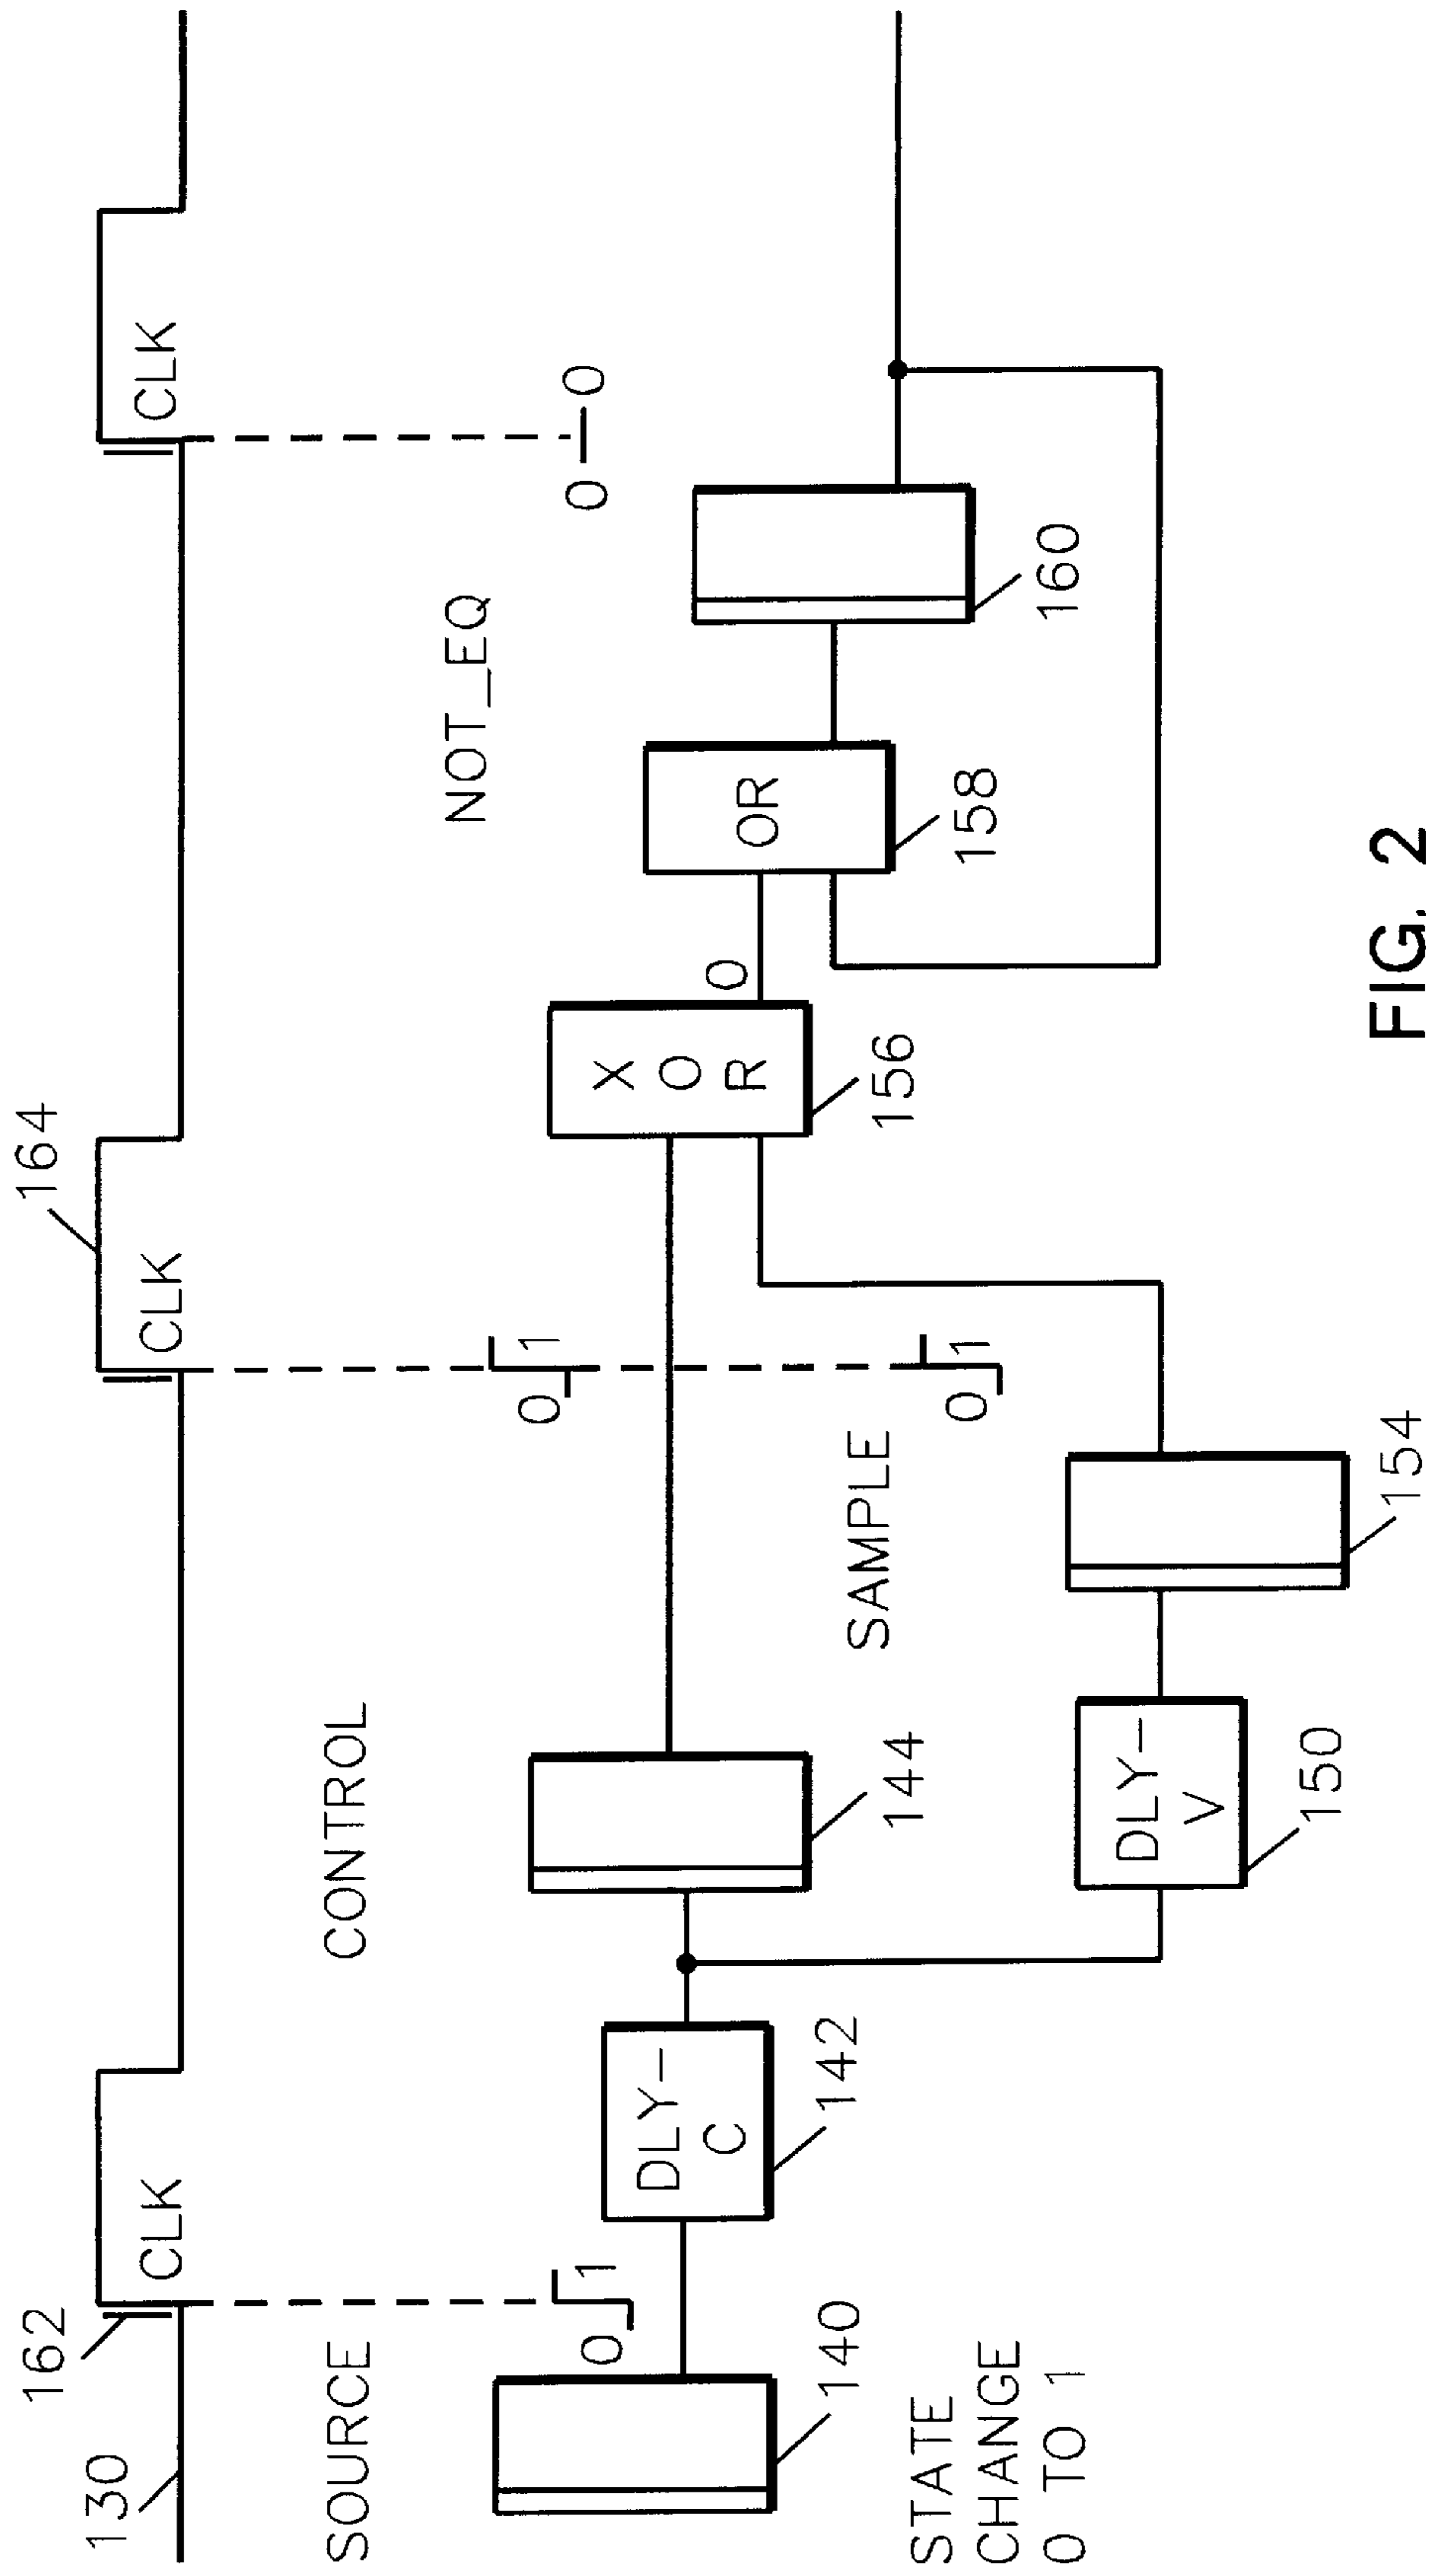 130
162
CLK
164
CLK
CLK
SOURCE
CONTROL
NOT_EQ
0 1
0 1
0 0
DLY-
C
X
O
R
0
OR
140
142
144
156
158
160
STATE
CHANGE
0 TO 1
SAMPLE
0 1
DLY-
V
150
154
FIG. 2